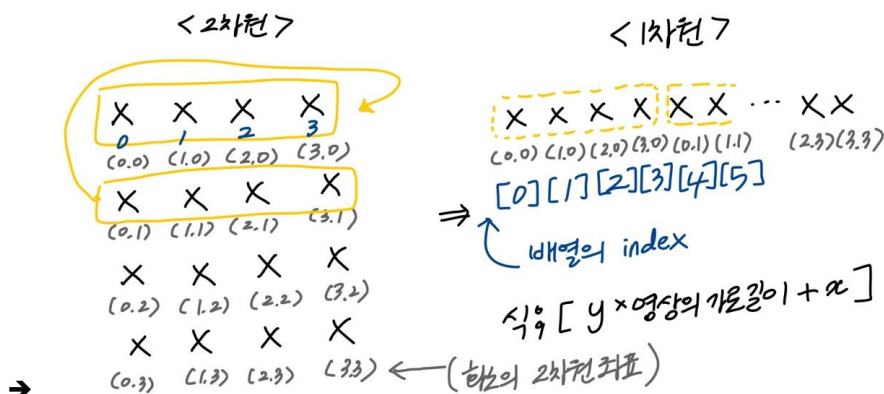 <2차원>
X X X X
0 1 2 3
(0.0) (1.0) (2.0) (3.0)
X X X X
(0.1) (1.1) (2.1) (3.1)
X X X X
(0.2) (1.2) (2.2) (3.2)
X X X X
(0.3) (1.3) (2.3) (3.3) ← (화소의 2차원 좌표)
➔
<1차원>
X X X X X X ... X X
(0.0) (1.0) (2.0) (3.0) (0.1) (1.1) (2.3) (3.3)
⇒ [0] [1] [2] [3] [4] [5]
배열의 index
식 : [ y × 영상의 가로길이 + x ]